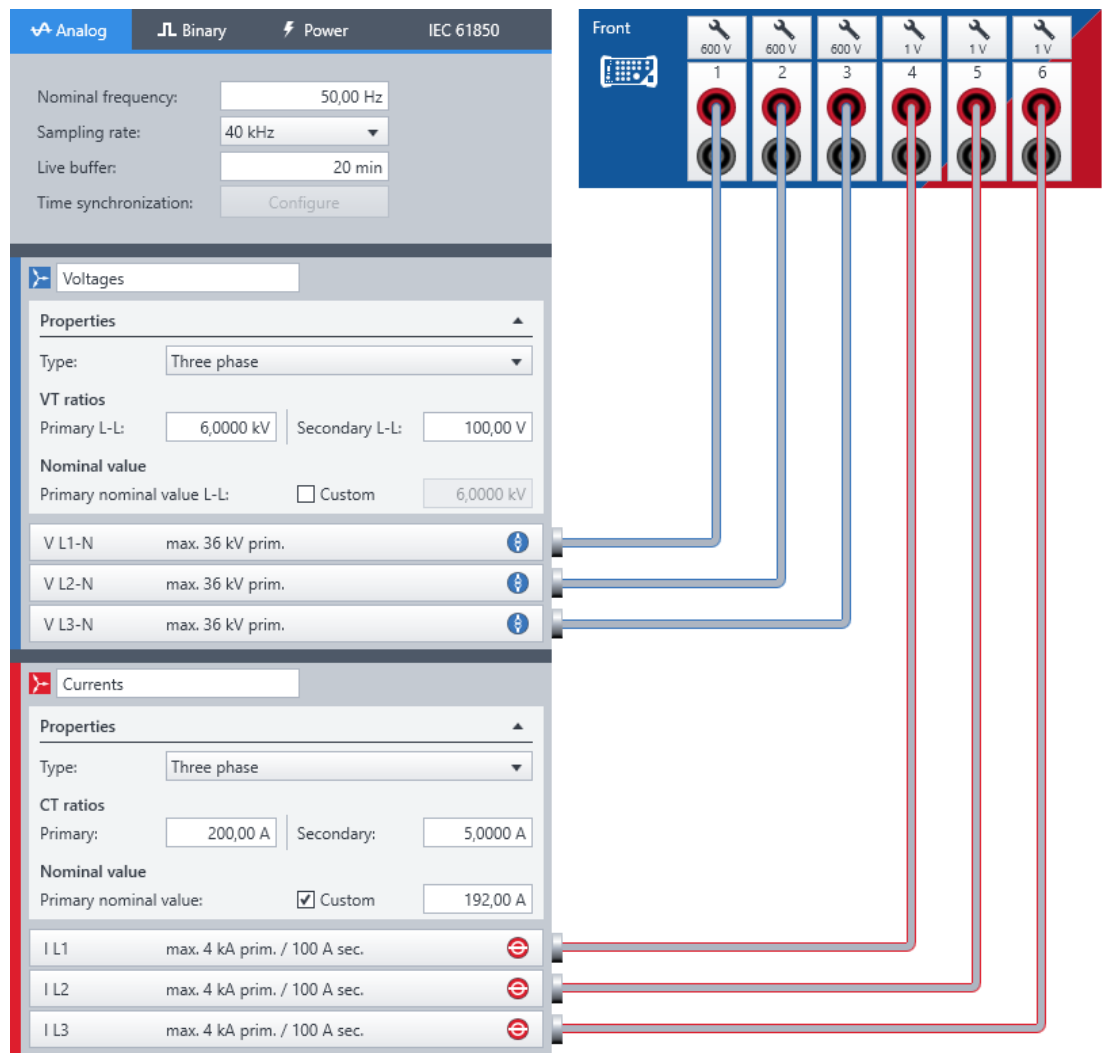 Analog Binary Power IEC 61850
Nominal frequency: 50,00 Hz
Sampling rate: 40 kHz
Live buffer: 20 min
Time synchronization: Configure
Voltages
Properties
Type: Three phase
VT ratios
Primary L-L: 6,0000 kV Secondary L-L: 100,00 V
Nominal value
Primary nominal value L-L: Custom 6,0000 kV
V L1-N max. 36 kV prim.
V L2-N max. 36 kV prim.
V L3-N max. 36 kV prim.
Currents
Properties
Type: Three phase
CT ratios
Primary: 200,00 A Secondary: 5,0000 A
Nominal value
Primary nominal value: Custom 192,00 A
I L1 max. 4 kA prim. / 100 A sec.
I L2 max. 4 kA prim. / 100 A sec.
I L3 max. 4 kA prim. / 100 A sec.
Front
600 V 600 V 600 V 1 V 1 V 1 V
1 2 3 4 5 6